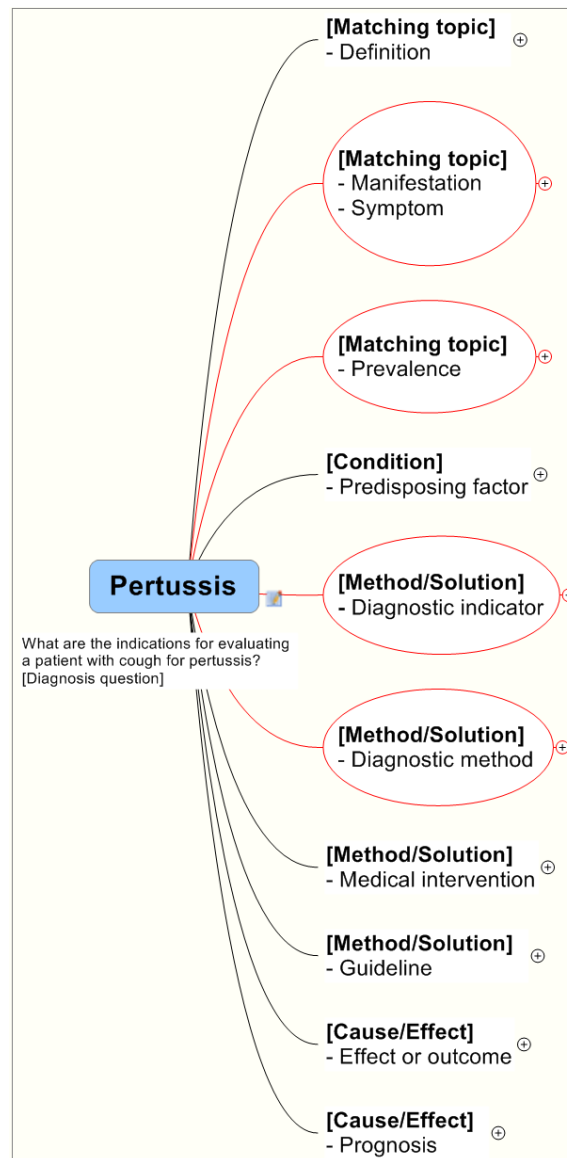 [Matching topic]
- Definition
[Matching topic]
- Manifestation
- Symptom
[Matching topic]
- Prevalence
[Condition]
- Predisposing factor
Pertussis
What are the indications for evaluating
a patient with cough for pertussis?
[Diagnosis question]
[Method/Solution]
- Diagnostic indicator
[Method/Solution]
- Diagnostic method
[Method/Solution]
- Medical intervention
[Method/Solution]
- Guideline
[Cause/Effect]
- Effect or outcome
[Cause/Effect]
- Prognosis